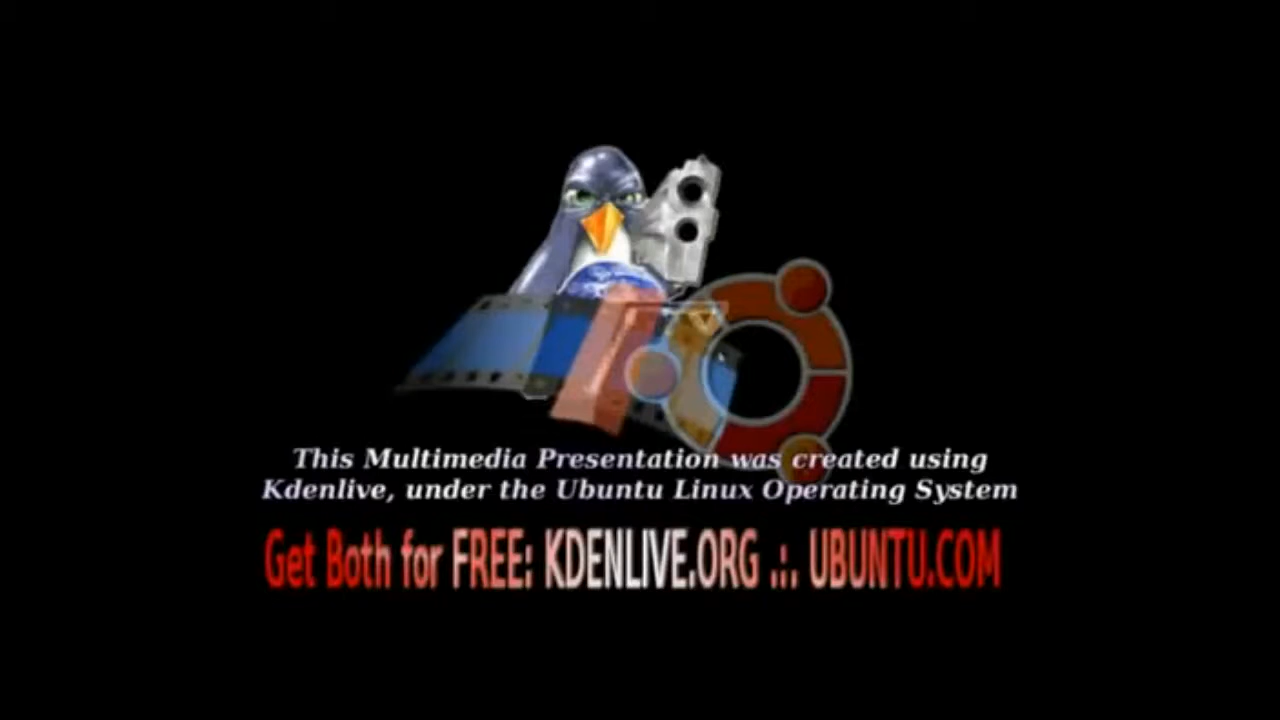 This Multimedia Presentation was created using
Kdenlive, under the Ubuntu Linux Operating System
Get Both for FREE: KDENLIVE.ORG .:. UBUNTU.COM